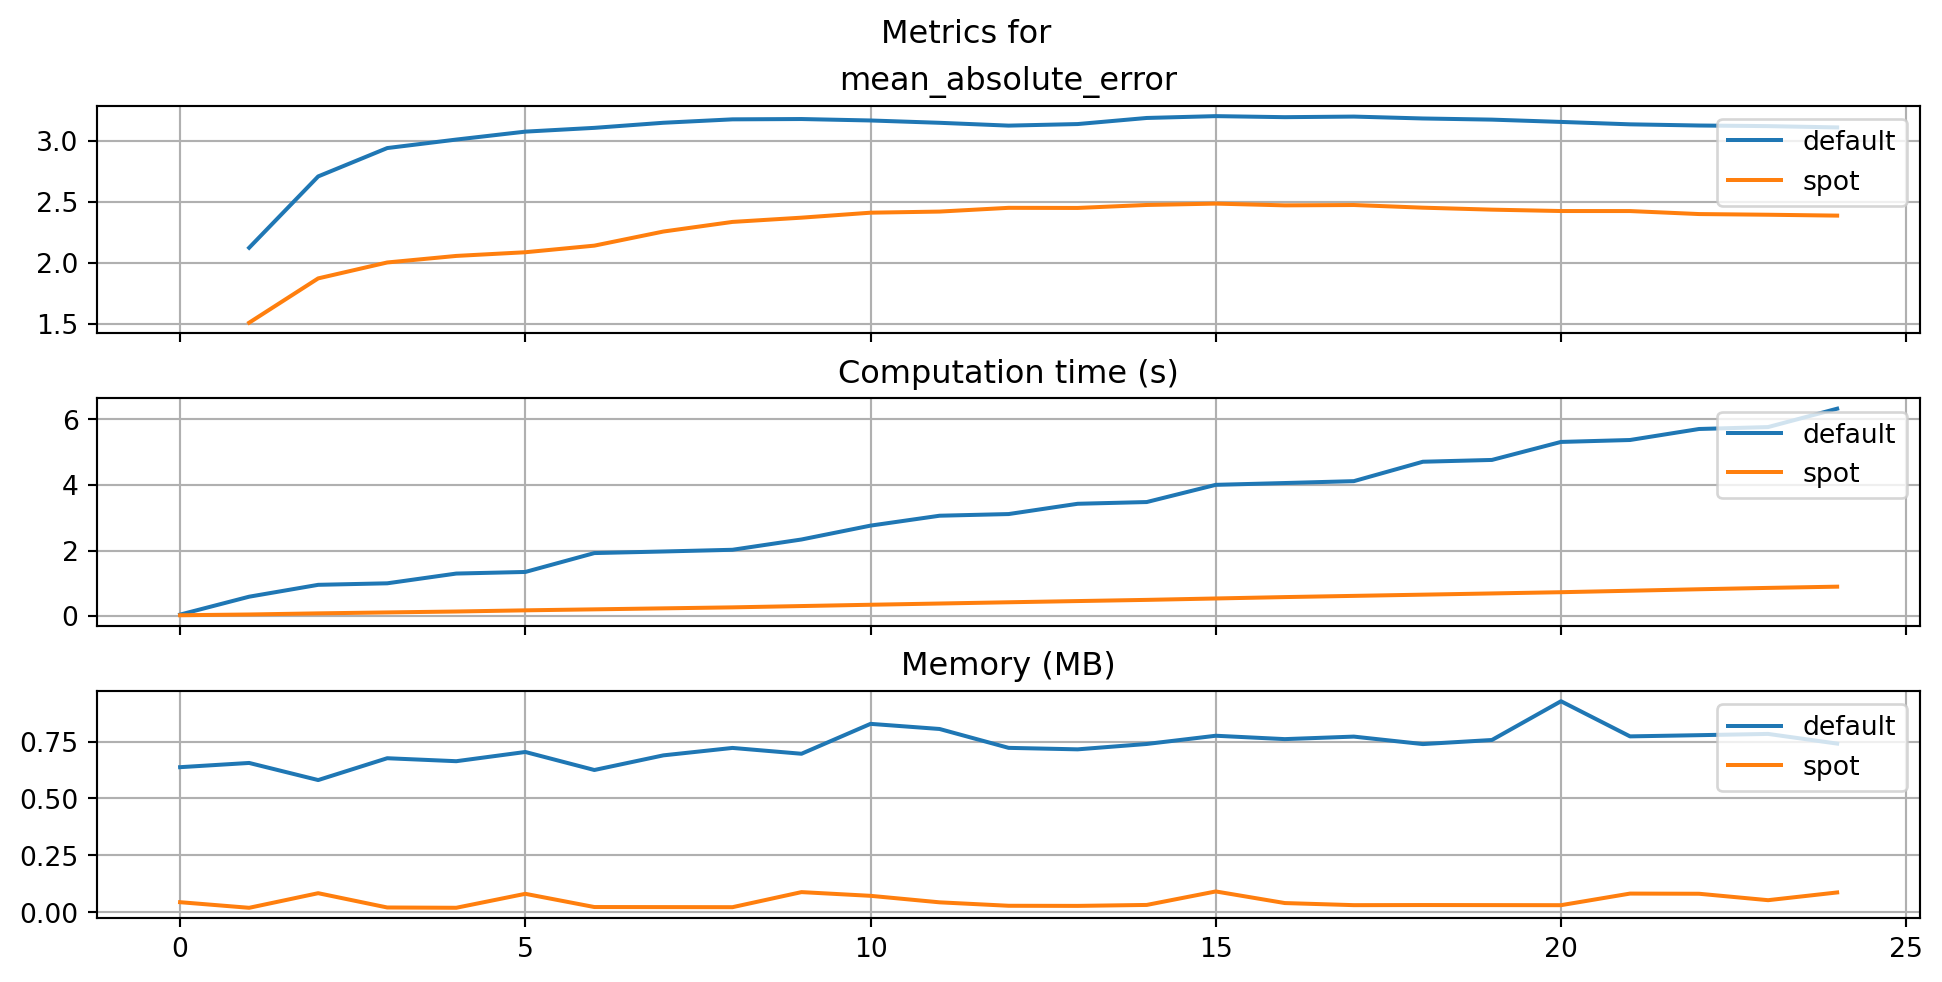 Metrics for
mean_absolute_error
3.0
2.5
2.0
1.5
default
spot
Computation time (s)
6
4
2
0
default
spot
Memory (MB)
0.75
0.50
0.25
0.00
default
spot
0 5 10 15 20 25